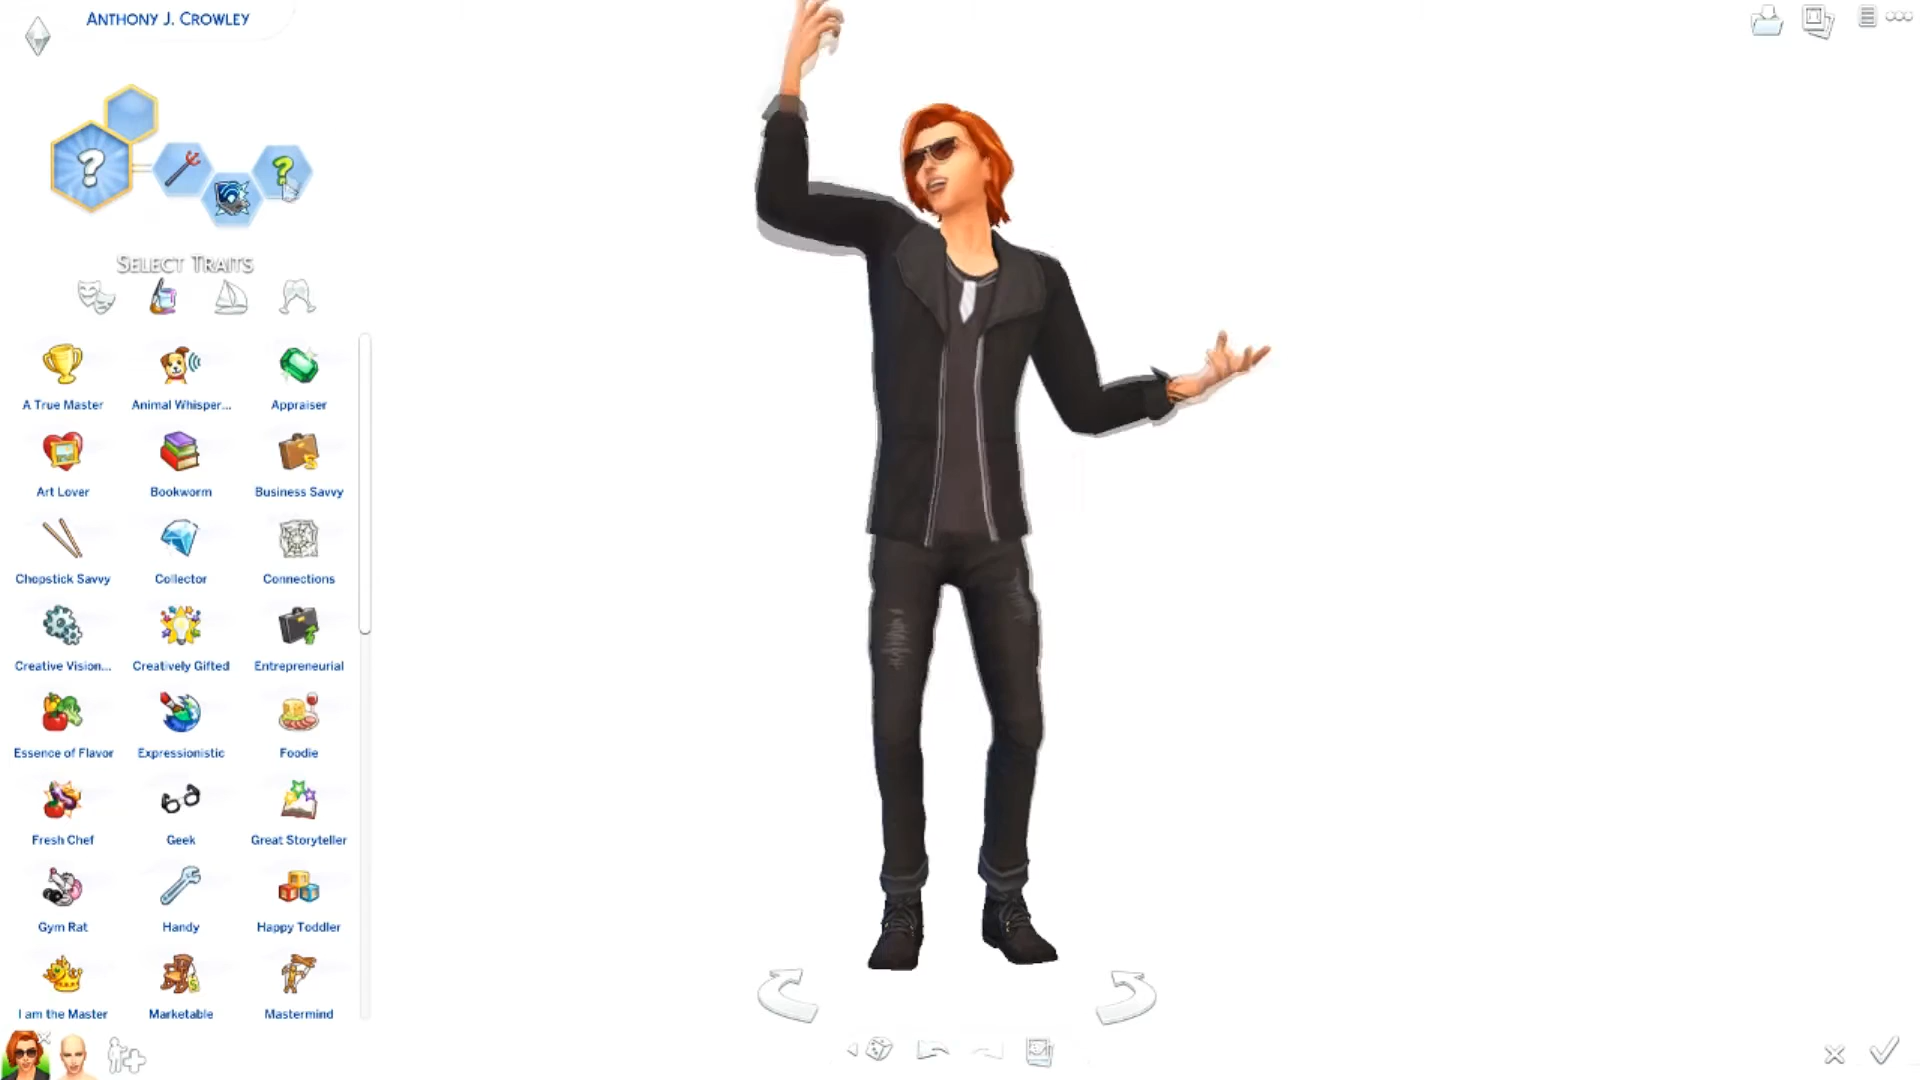 Anthony J. Crowley
Select Traits
A True Master
Animal Whisper...
Appraiser
Art Lover
Bookworm
Business Savvy
Chopstick Savvy
Collector
Connections
Creative Vision...
Creatively Gifted
Entrepreneurial
Essence of Flavor
Expressionistic
Foodie
Fresh Chef
Geek
Great Storyteller
Gym Rat
Handy
Happy Toddler
I am the Master
Marketable
Mastermind